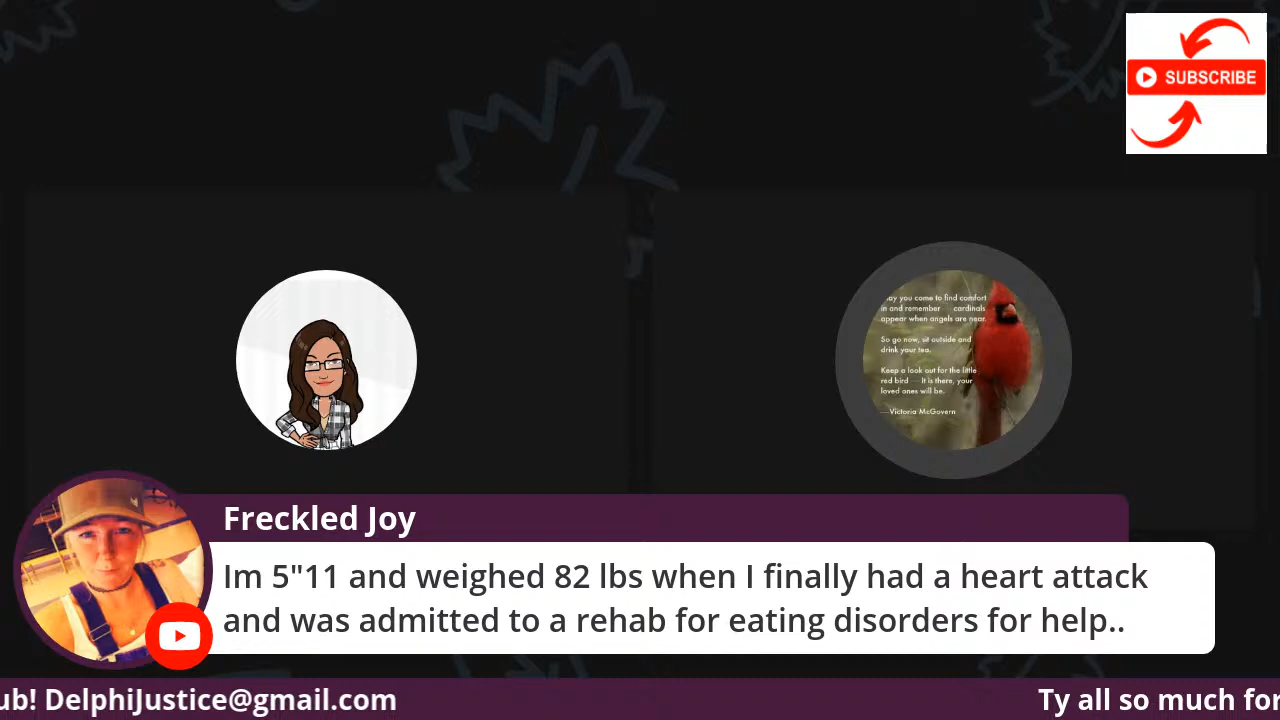 SUBSCRIBE
ay you come to find comfort
in and remember cardinals
appear when angels are near.
So go now, sit outside and
drink your tea.
Keep a look out for the little
red bird — It is there, your
loved ones will be.
—Victoria McGovern
Freckled Joy
Im 5"11 and weighed 82 lbs when I finally had a heart attack
and was admitted to a rehab for eating disorders for help..
ub! DelphiJustice@gmail.com
Ty all so much for